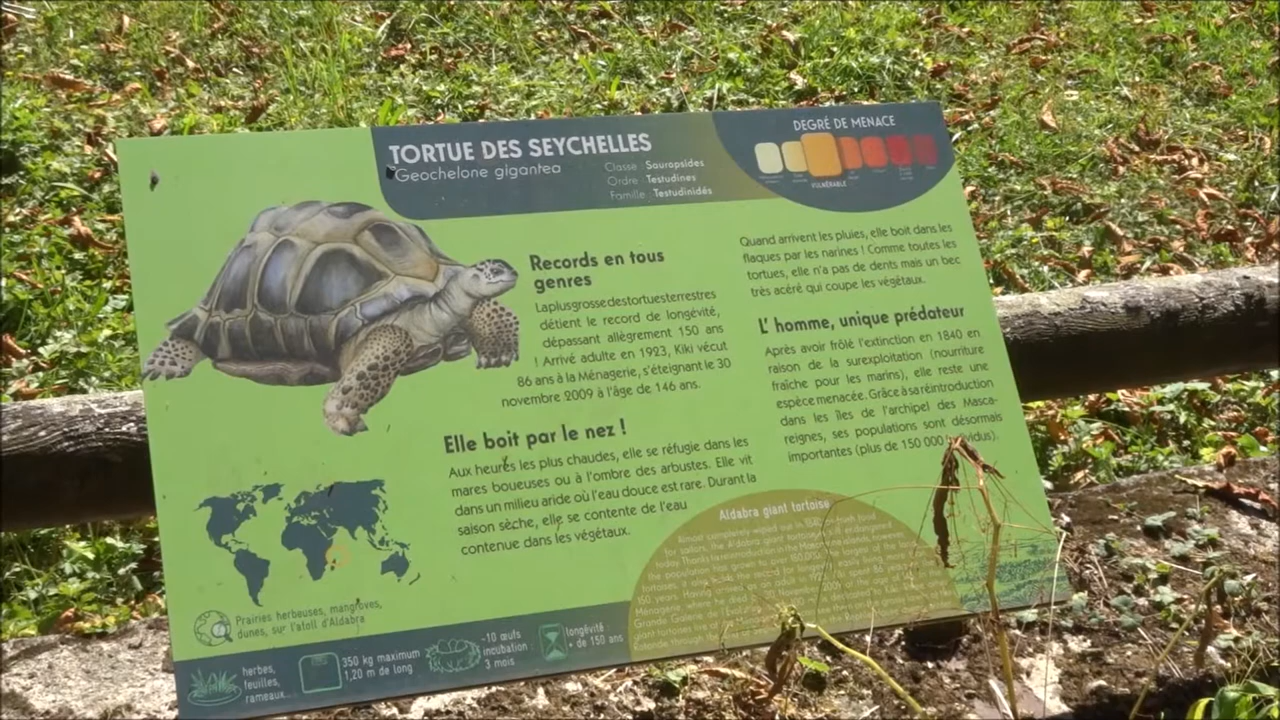 TORTUE DES SEYCHELLES
Geochelone gigantea
Classe : Sauropsides
Ordre : Testudines
Famille : Testudinidés
DEGRÉ DE MENACE
VULNÉRABLE
Records en tous
genres
La plus grosse des tortues terrestres
détient le record de longévité,
dépassant allègrement 150 ans
! Arrivé adulte en 1923, Kiki vécut
86 ans à la Ménagerie, s'éteignant le 30
novembre 2009 à l'âge de 146 ans.
Elle boit par le nez !
Aux heures les plus chaudes, elle se réfugie dans les
mares boueuses ou à l'ombre des arbustes. Elle vit
dans un milieu aride où l'eau douce est rare. Durant la
saison sèche, elle se contente de l'eau
contenue dans les végétaux.
Quand arrivent les pluies, elle boit dans les
flaques par les narines ! Comme toutes les
tortues, elle n'a pas de dents mais un bec
très acéré qui coupe les végétaux.
L' homme, unique prédateur
Après avoir frôlé l'extinction en 1840 en
raison de la surexploitation (nourriture
fraîche pour les marins), elle reste une
espèce menacée. Grâce à sa réintroduction
dans les îles de l'archipel des Masca-
reignes, ses populations sont désormais
importantes (plus de 150 000 individus).
Aldabra giant tortoise
Prairies herbeuses, mangroves,
dunes, sur l'atoll d'Aldabra
herbes,
feuilles,
rameaux...
350 kg maximum
1,20 m de long
-10 œufs
incubation :
3 mois
longévité :
+ de 150 ans